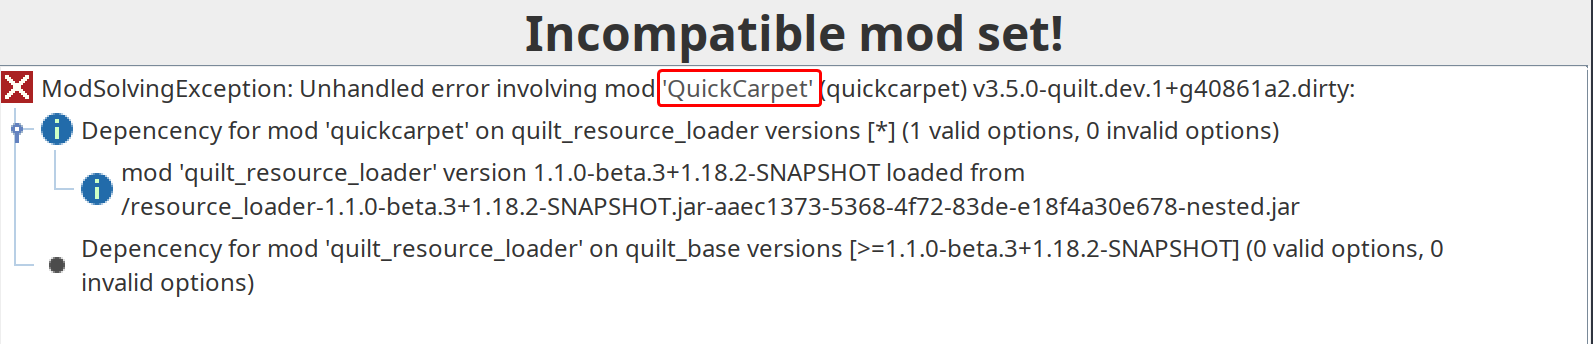 Incompatible mod set!
ModSolvingException: Unhandled error involving mod 'QuickCarpet' (quickcarpet) v3.5.0-quilt.dev.1+g40861a2.dirty:
Depencency for mod 'quickcarpet' on quilt_resource_loader versions [*] (1 valid options, 0 invalid options)
mod 'quilt_resource_loader' version 1.1.0-beta.3+1.18.2-SNAPSHOT loaded from
/resource_loader-1.1.0-beta.3+1.18.2-SNAPSHOT.jar-aaec1373-5368-4f72-83de-e18f4a30e678-nested.jar
Depencency for mod 'quilt_resource_loader' on quilt_base versions [>=1.1.0-beta.3+1.18.2-SNAPSHOT] (0 valid options, 0
invalid options)